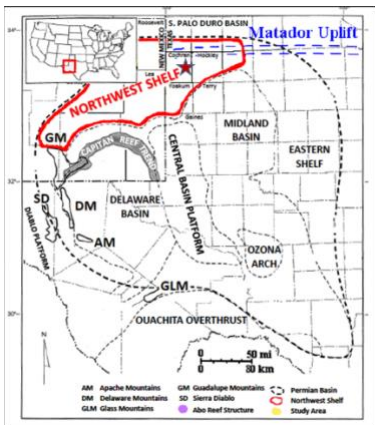 Roosevelt
S. PALO DURO BASIN
NEW MEXICO
TEXAS
Matador Uplift
Cochran
Hockley
Lea
Yoakum
Terry
NORTHWEST SHELF
Gaines
GM
CAPITAN REEF TREND
MIDLAND
BASIN
EASTERN
SHELF
CENTRAL BASIN PLATFORM
32
SD
DM
DELAWARE
BASIN
DIABLO PLATFORM
AM
OZONA
ARCH.
GLM
OUACHITA OVERTHRUST
N
0
50 mi
0
80 km
AM Apache Mountains
GM Guadalupe Mountains
Permian Basin
DM Delaware Mountains
SD Sierra Diablo
Northwest Shelf
GLM Glass Mountains
Abo Reef Structure
Study Area